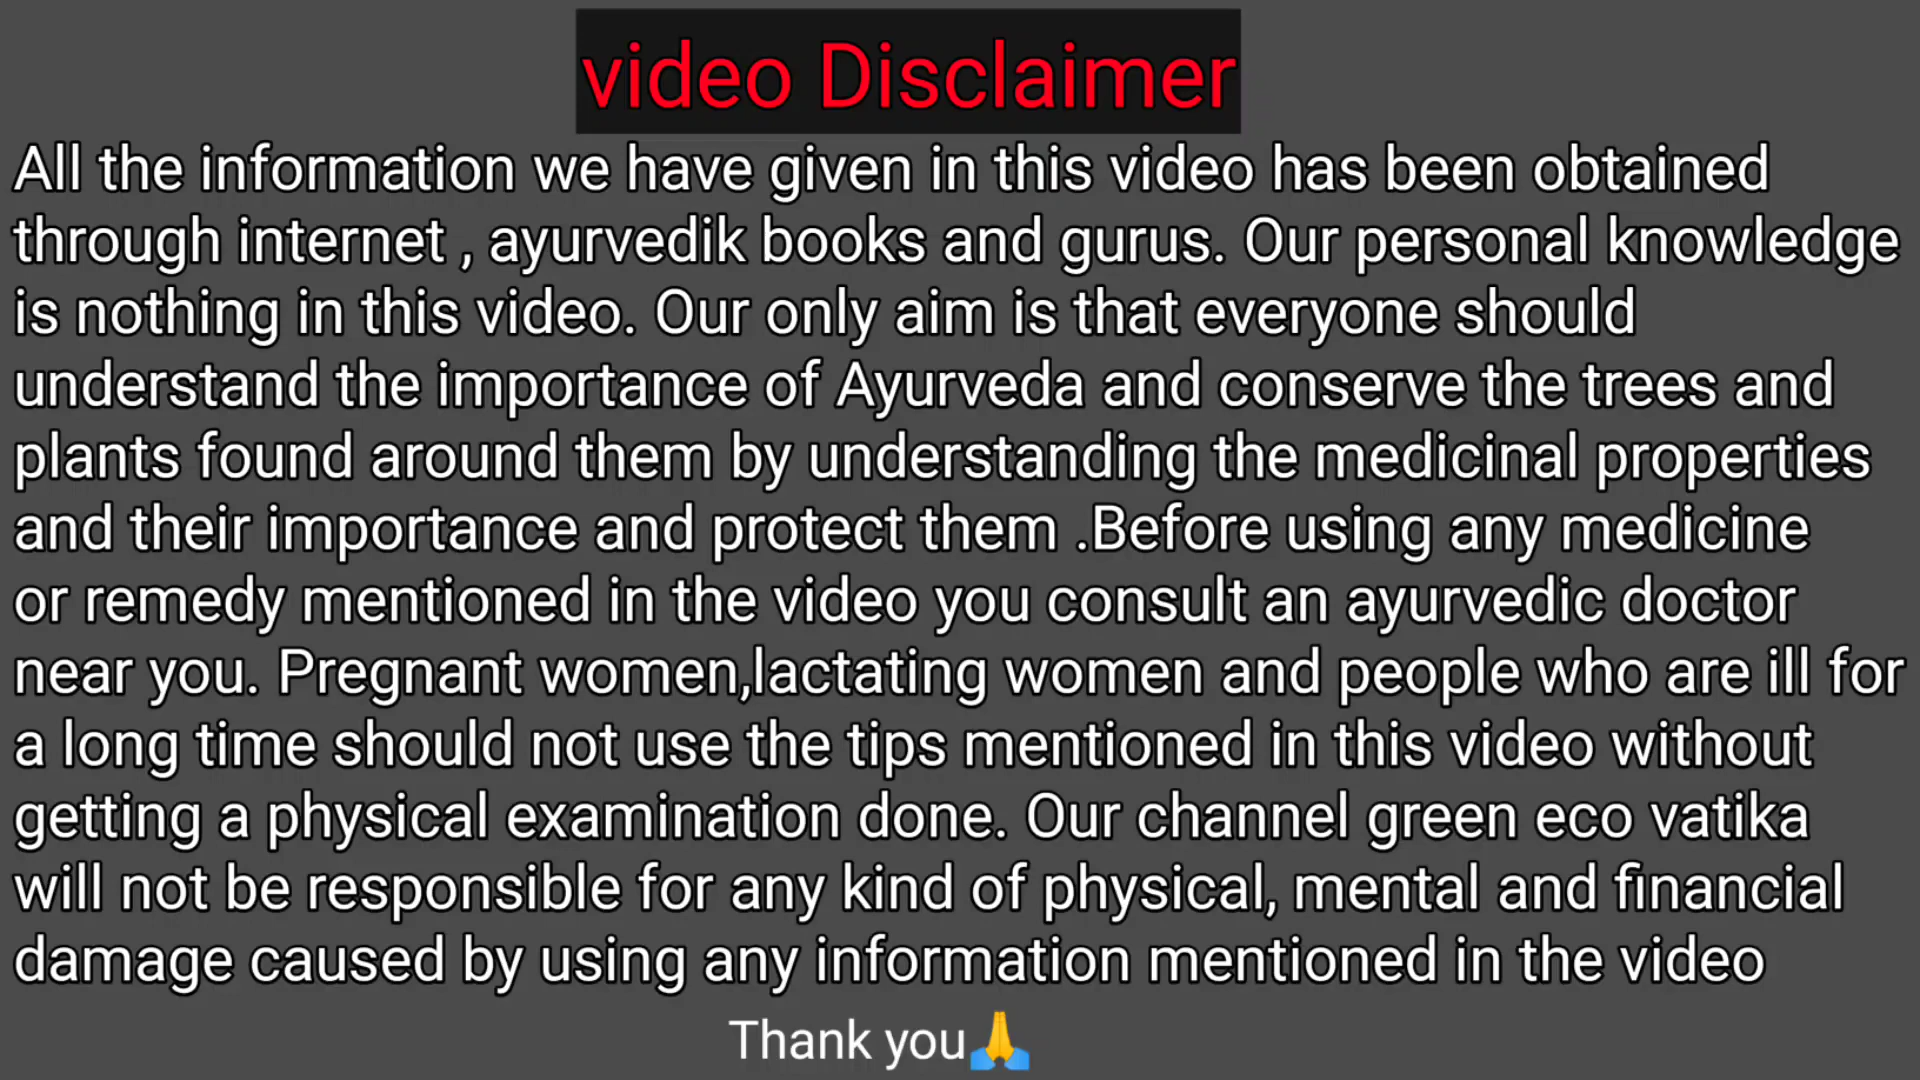 video Disclaimer
All the information we have given in this video has been obtained
through internet , ayurvedik books and gurus. Our personal knowledge
is nothing in this video. Our only aim is that everyone should
understand the importance of Ayurveda and conserve the trees and
plants found around them by understanding the medicinal properties
and their importance and protect them .Before using any medicine
or remedy mentioned in the video you consult an ayurvedic doctor
near you. Pregnant women,lactating women and people who are ill for
a long time should not use the tips mentioned in this video without
getting a physical examination done. Our channel green eco vatika
will not be responsible for any kind of physical, mental and financial
damage caused by using any information mentioned in the video
Thank you🙏